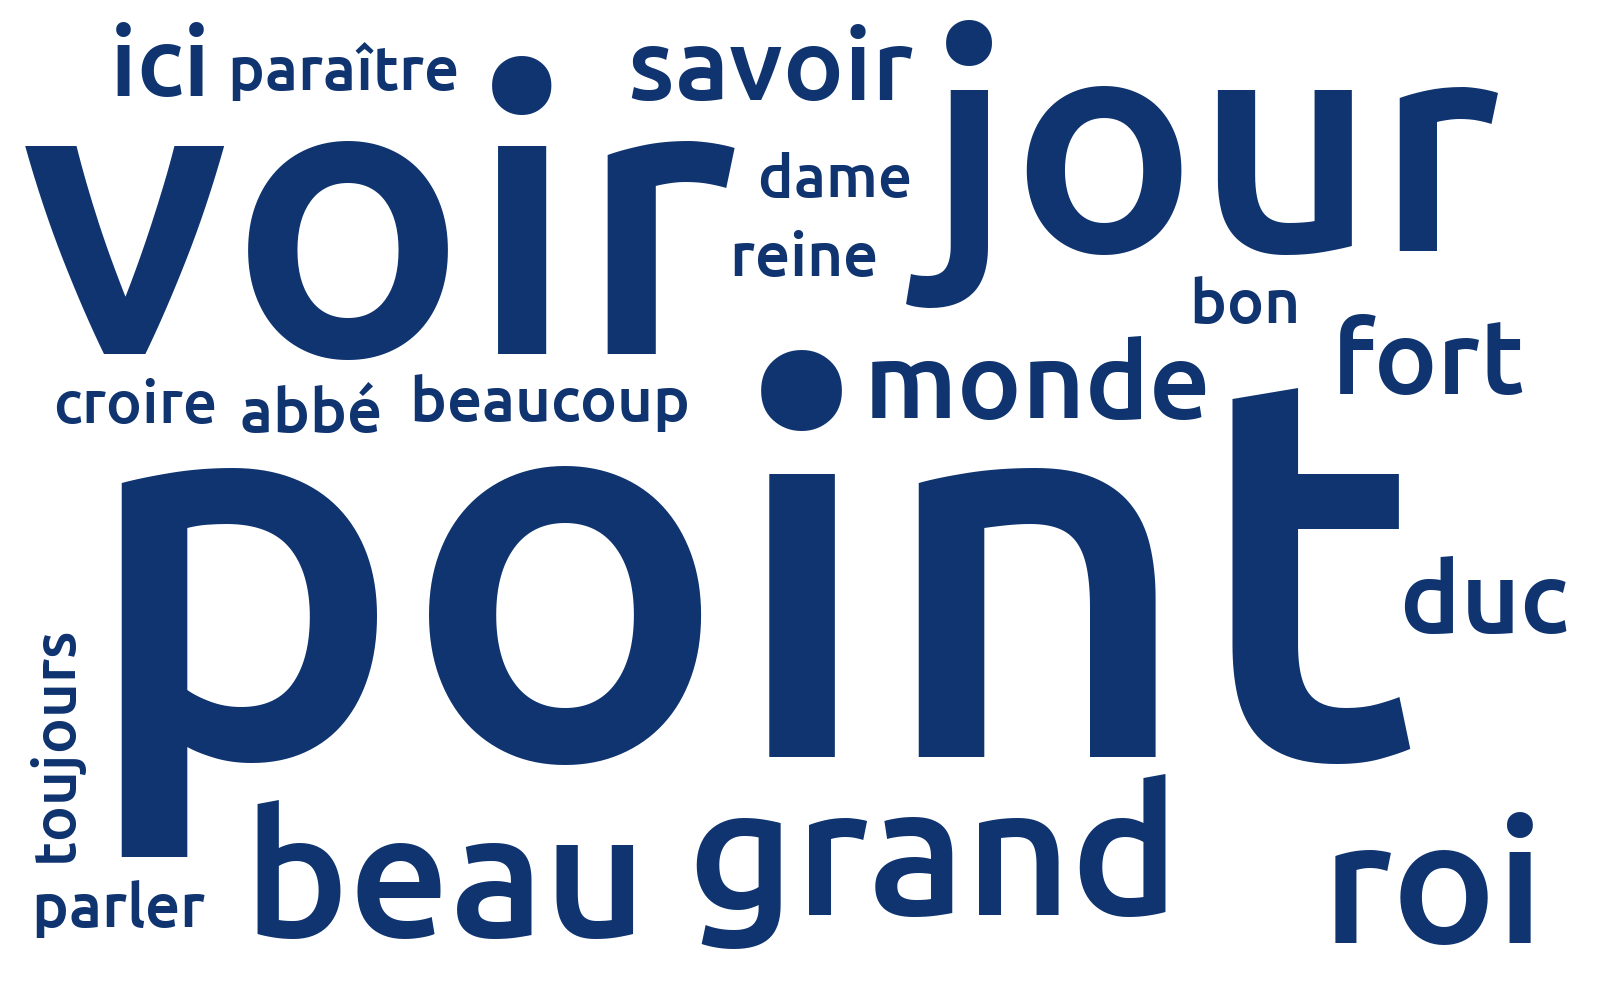 ici paraître savoir jour
voir dame
reine
bon
fort
croire abbé beaucoup monde
point
duc
toujours
beau grand roi
parler